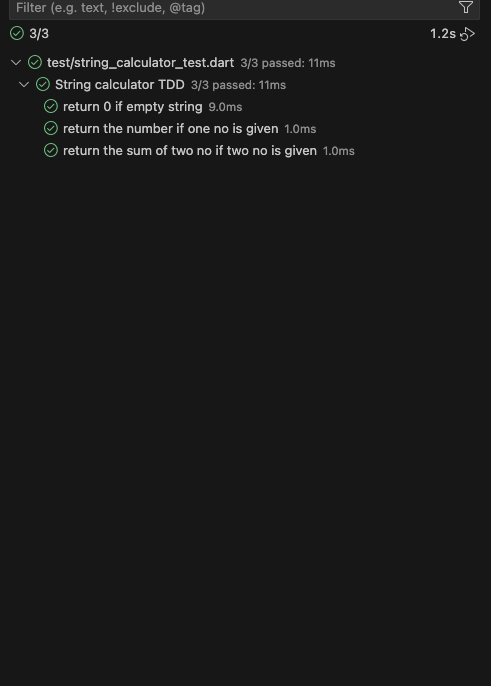 Filter (e.g. text, !exclude, @tag)
3/3 1.2s
test/string_calculator_test.dart 3/3 passed: 11ms
String calculator TDD 3/3 passed: 11ms
return 0 if empty string 9.0ms
return the number if one no is given 1.0ms
return the sum of two no if two no is given 1.0ms